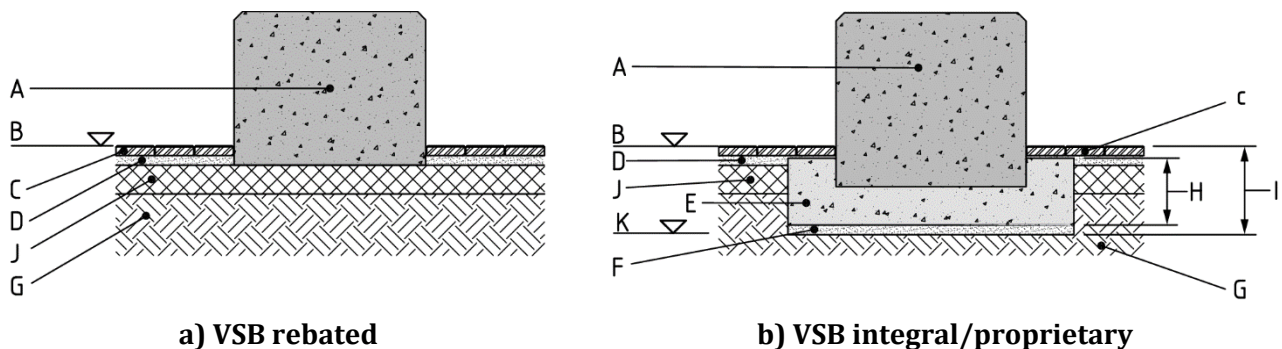 A
B
C
D
J
G
A
B
D
J
E
K
F
c
H
I
G
a) VSB rebated
b) VSB integral/proprietary